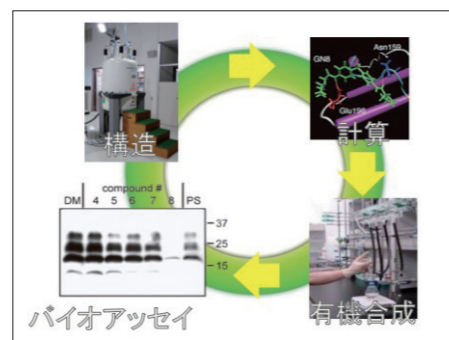 構造
GN8
Asn159
Glu196
計算
有機合成
バイオアッセイ
compound #
DM 4 5 6 7 8 PS
37
25
15